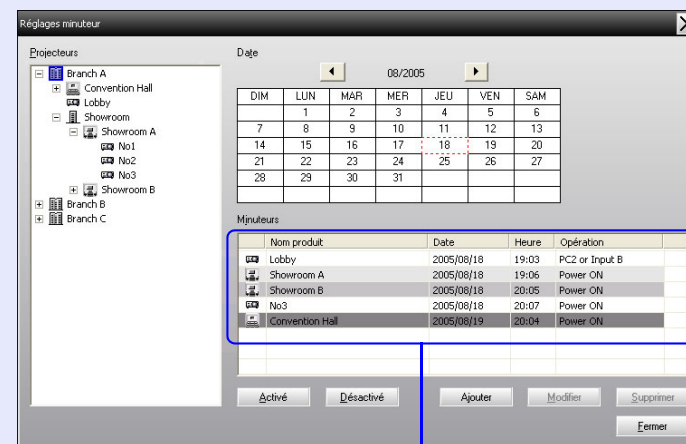 Réglages minuteur
Projecteurs
Branch A
Convention Hall
Lobby
Showroom
Showroom A
No1
No2
No3
Showroom B
Branch B
Branch C
Date
08/2005
DIM LUN MAR MER JEU VEN SAM
1 2 3 4 5 6
7 8 9 10 11 12 13
14 15 16 17 18 19 20
21 22 23 24 25 26 27
28 29 30 31
Minuteurs
Nom produit Date Heure Opération
Lobby 2005/08/18 19:03 PC2 or Input B
Showroom A 2005/08/18 19:06 Power ON
Showroom B 2005/08/18 20:05 Power ON
No3 2005/08/18 20:07 Power ON
Convention Hall 2005/08/19 20:04 Power ON
Activé Désactivé Ajouter Modifier Supprimer
Fermer